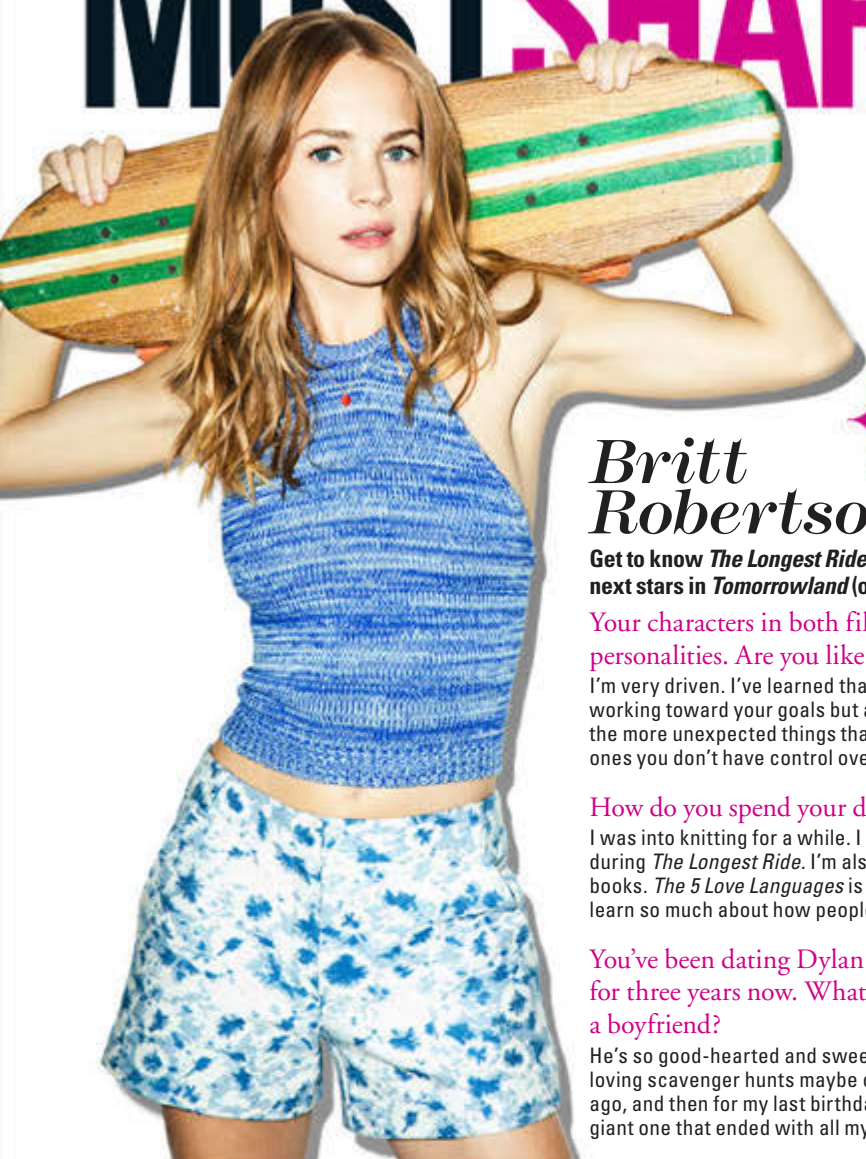 Britt
Robertso
Get to know The Longest Ride
next stars in Tomorrowland (o
Your characters in both fil
personalities. Are you like
I'm very driven. I've learned tha
working toward your goals but a
the more unexpected things tha
ones you don't have control ove
How do you spend your d
I was into knitting for a while. I
during The Longest Ride. I'm als
books. The 5 Love Languages is
learn so much about how people
You've been dating Dylan
for three years now. What
a boyfriend?
He's so good-hearted and swee
loving scavenger hunts maybe
ago, and then for my last birthda
giant one that ended with all my